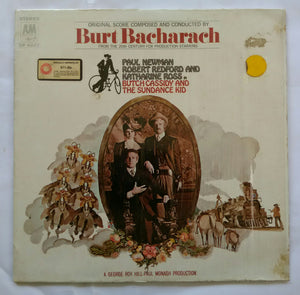 STEREO
A&M
ORIGINAL SCORE COMPOSED AND CONDUCTED BY
Burt Bacharach
FROM THE 20TH CENTURY-FOX PRODUCTION STARRING
PAUL NEWMAN
ROBERT REDFORD AND
KATHARINE ROSS in
BUTCH CASSIDY AND
THE SUNDANCE KID
A GEORGE ROY HILL-PAUL MONASH PRODUCTION